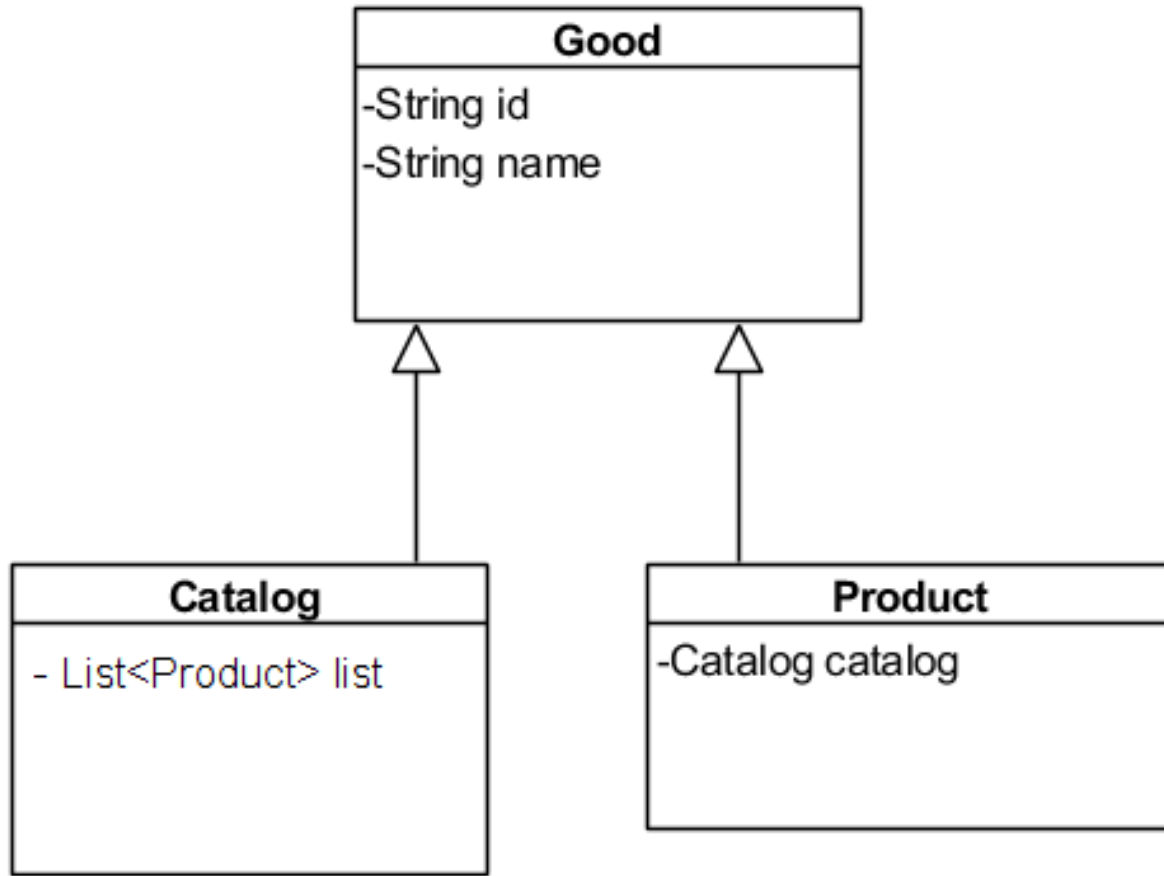 Good
-String id
-String name
Catalog
- List<Product> list
Product
-Catalog catalog